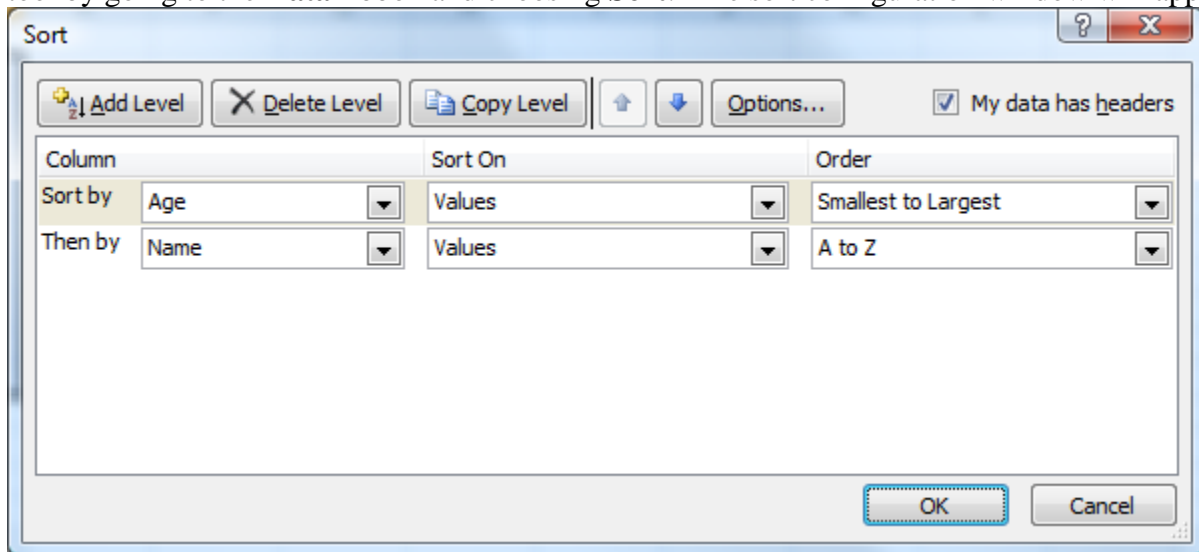 Sort
Add Level Delete Level Copy Level Options... My data has headers
Column Sort On Order
Sort by Age Values Smallest to Largest
Then by Name Values A to Z
OK Cancel